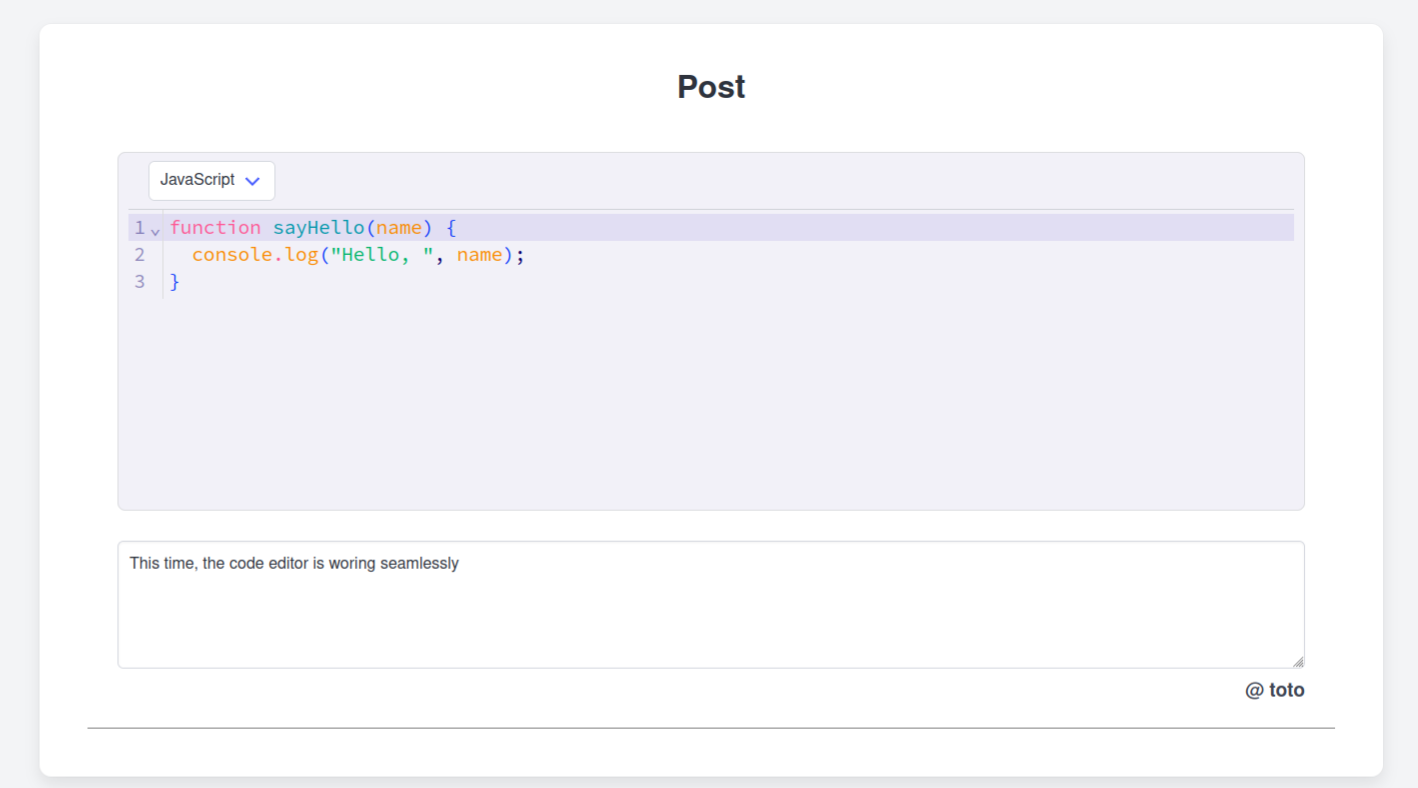 Post
JavaScript
1 function sayHello(name) {
2   console.log("Hello, ", name);
3 }
This time, the code editor is woring seamlessly
@ toto